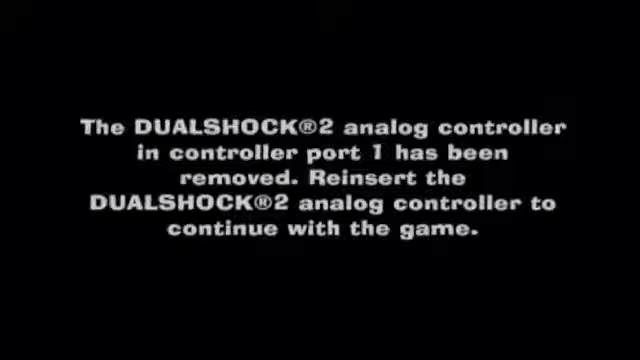 The DUALSHOCK®2 analog controller
in controller port 1 has been
removed. Reinsert the
DUALSHOCK®2 analog controller to
continue with the game.